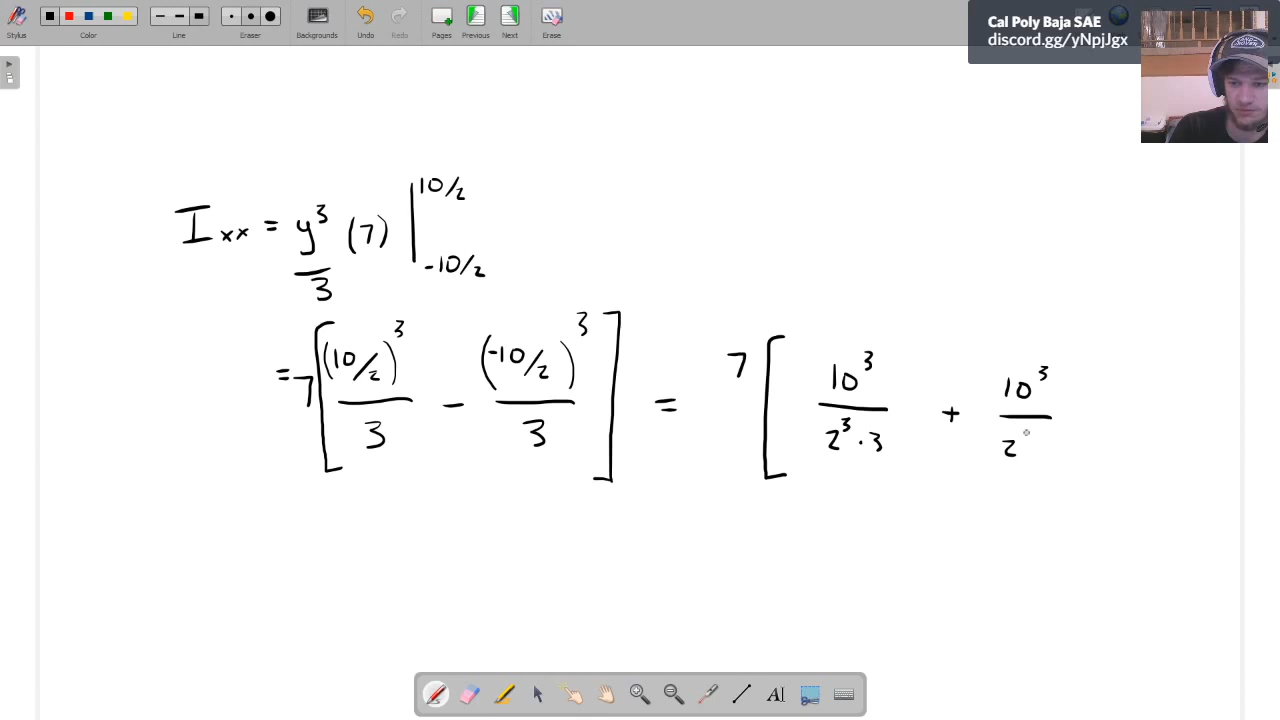 Stylus Color Line Eraser Backgrounds Undo Redo Pages Previous Next Erase
Cal Poly Baja SAE
discord.gg/yNpjJgx
I xx = y³/3 (7) | 10/2
-10/2
= 7 [ (10/2)³/3 - (-10/2)³/3 ] = 7 [ 10³/2³·3 + 10³/2